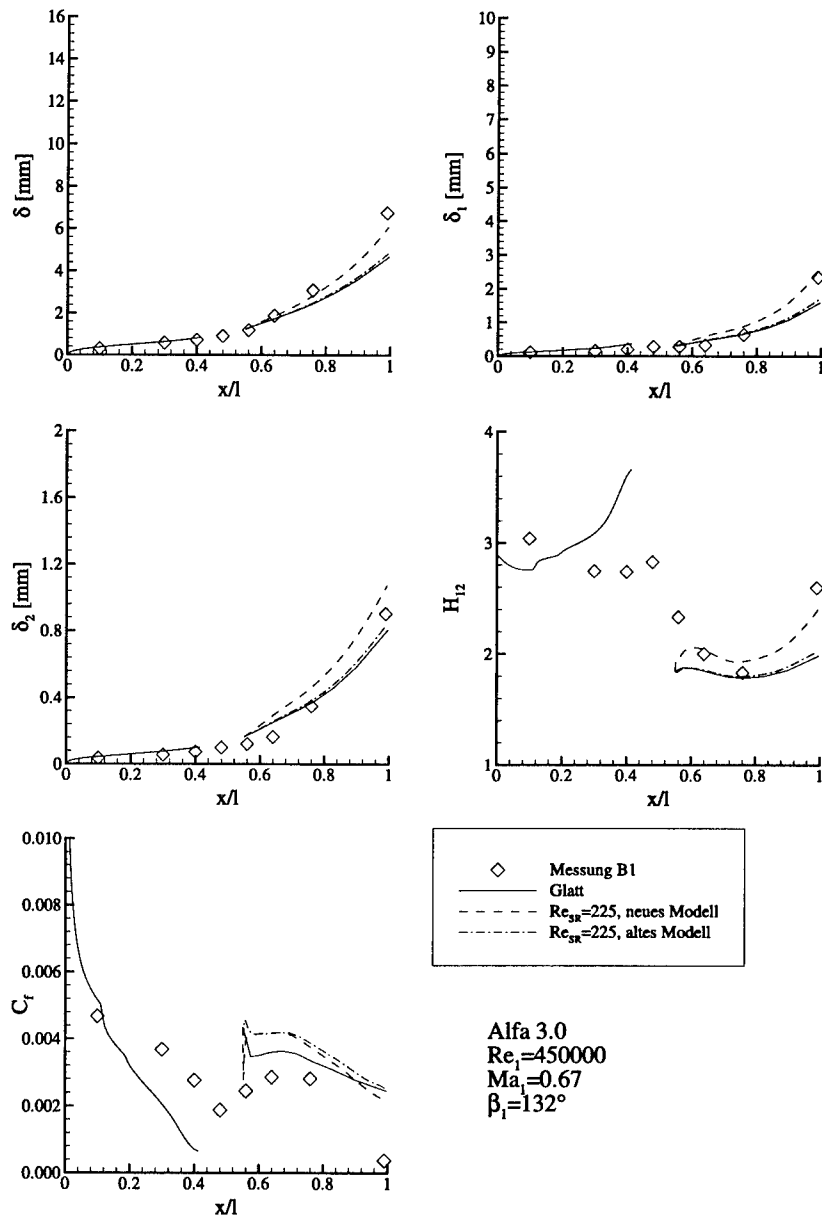 16
14
12
10
8
6
4
2
0
δ [mm]
0 0.2 0.4 0.6 0.8 1
x/l
10
9
8
7
6
5
4
3
2
1
0
δ₁ [mm]
0 0.2 0.4 0.6 0.8 1
x/l
2
1.6
1.2
0.8
0.4
0
δ₂ [mm]
0 0.2 0.4 0.6 0.8 1
x/l
4
3
2
1
H₁₂
0 0.2 0.4 0.6 0.8 1
x/l
0.010
0.008
0.006
0.004
0.002
0.000
C_f
0 0.2 0.4 0.6 0.8 1
x/l
Messung B1
Glatt
Re_SR=225, neues Modell
Re_SR=225, altes Modell
Alfa 3.0
Re₁=450000
Ma₁=0.67
β₁=132°